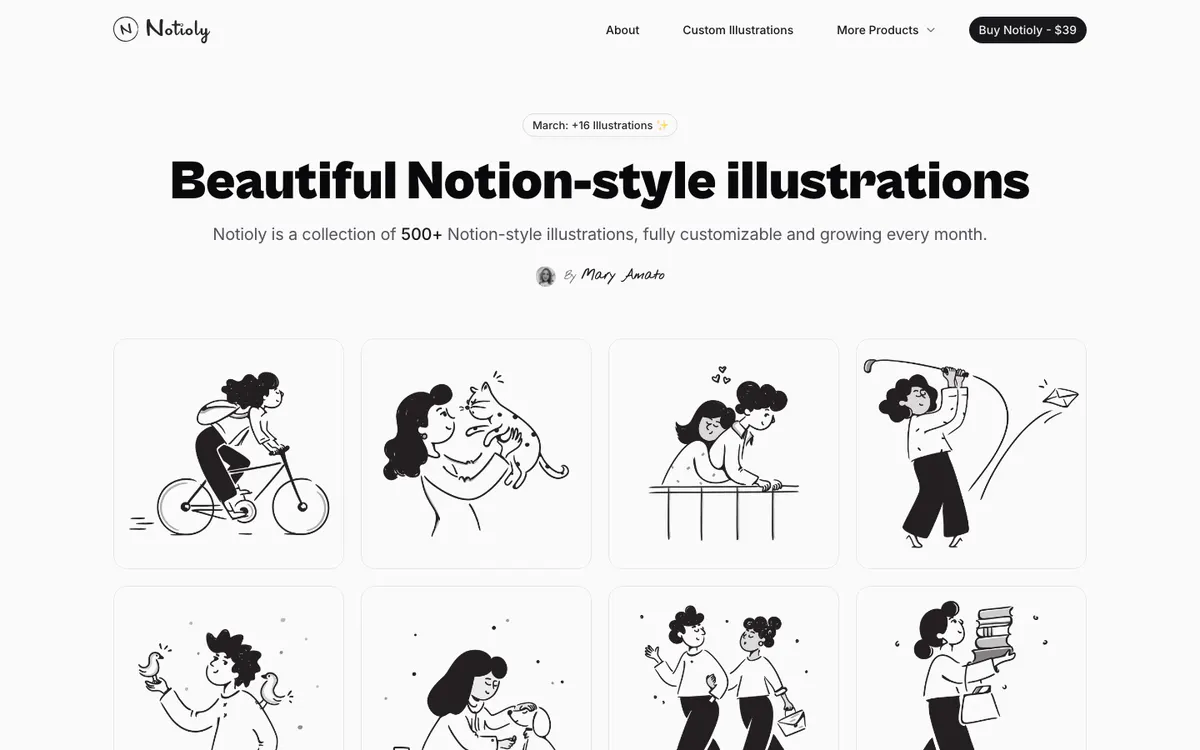 N Notioly
About
Custom Illustrations
More Products
Buy Notioly - $39
March: +16 Illustrations ✨
Beautiful Notion-style illustrations
Notioly is a collection of 500+ Notion-style illustrations, fully customizable and growing every month.
By Mary Amato